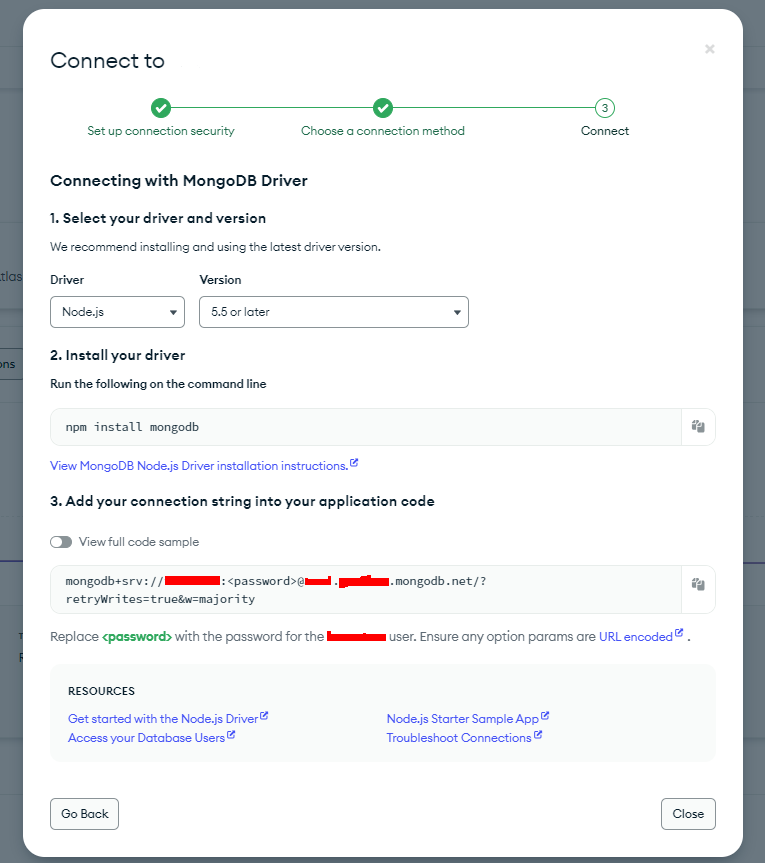 Connect to
3
Set up connection security
Choose a connection method
Connect
Connecting with MongoDB Driver
1. Select your driver and version
We recommend installing and using the latest driver version.
Driver
Version
Node.js
5.5 or later
2. Install your driver
Run the following on the command line
npm install mongodb
View MongoDB Node.js Driver installation instructions.
3. Add your connection string into your application code
View full code sample
mongodb+srv:// :<password>@ . .mongodb.net/?
retryWrites=true&w=majority
Replace <password> with the password for the user. Ensure any option params are URL encoded .
RESOURCES
Get started with the Node.js Driver
Node.js Starter Sample App
Access your Database Users
Troubleshoot Connections
Go Back
Close